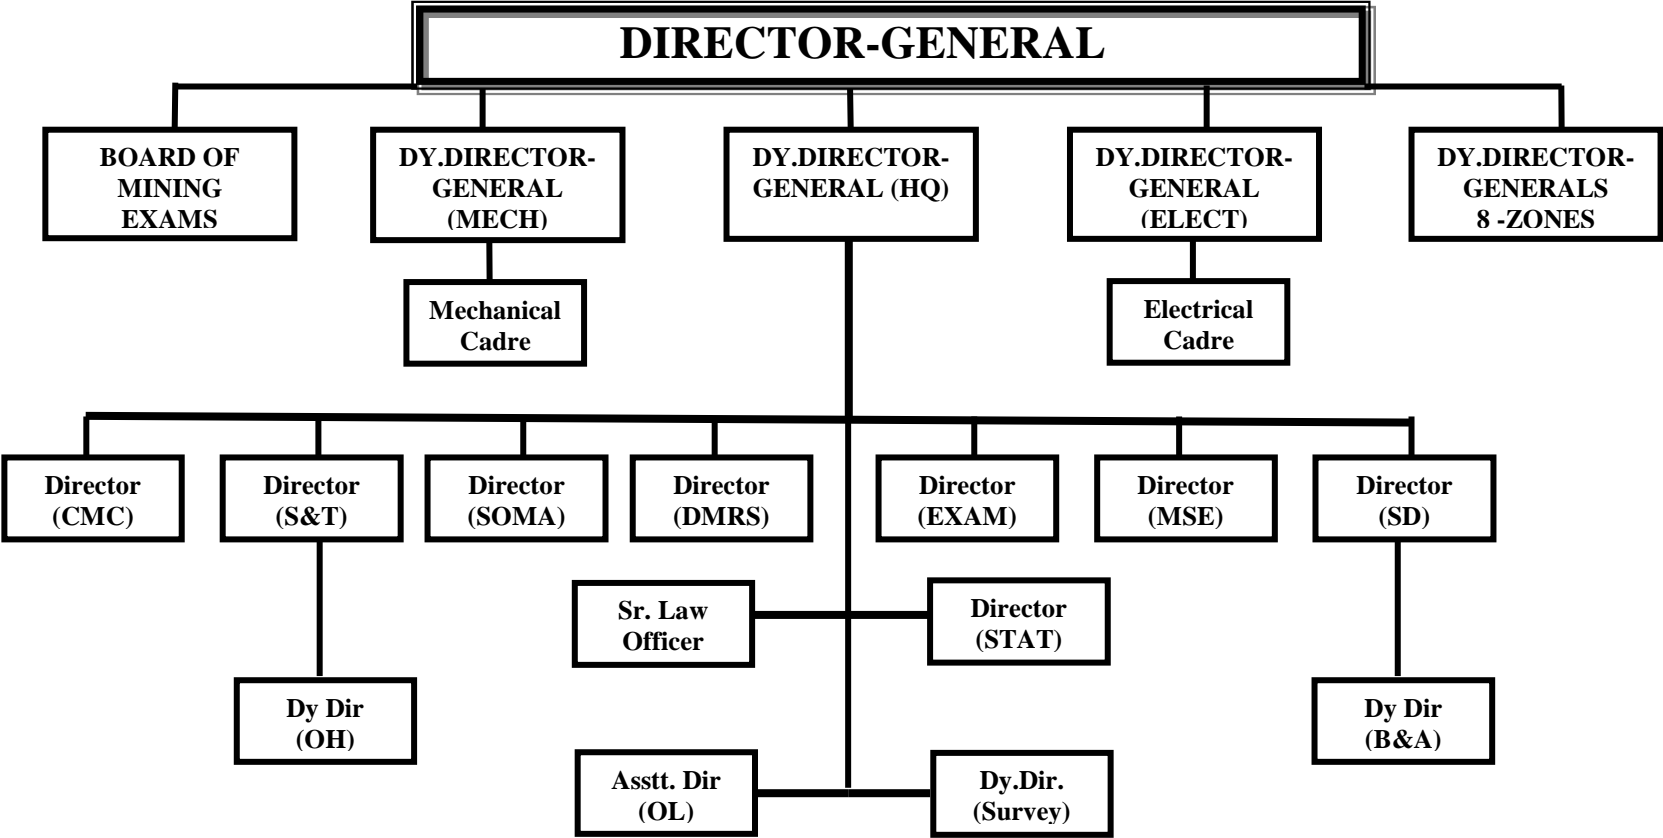 DIRECTOR-GENERAL
BOARD OF
MINING
EXAMS
DY.DIRECTOR-
GENERAL
(MECH)
DY.DIRECTOR-
GENERAL (HQ)
DY.DIRECTOR-
GENERAL
(ELECT)
DY.DIRECTOR-
GENERALS
8 -ZONES
Mechanical
Cadre
Electrical
Cadre
Director
(CMC)
Director
(S&T)
Director
(SOMA)
Director
(DMRS)
Director
(EXAM)
Director
(MSE)
Director
(SD)
Sr. Law
Officer
Director
(STAT)
Dy Dir
(OH)
Dy Dir
(B&A)
Asstt. Dir
(OL)
Dy.Dir.
(Survey)